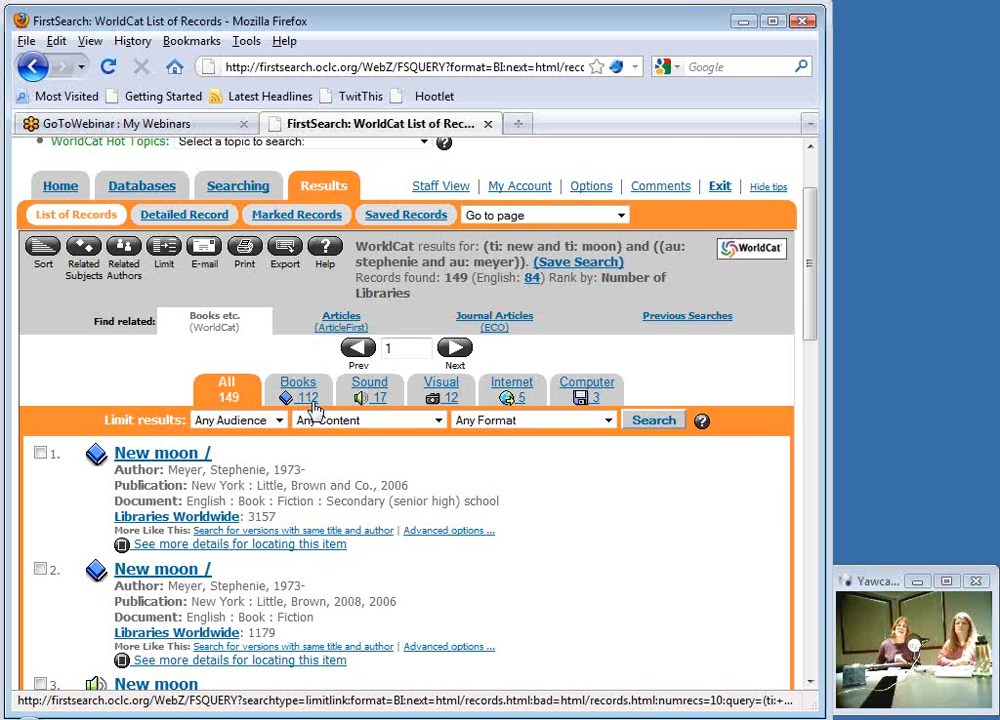 FirstSearch: WorldCat List of Records - Mozilla Firefox
File Edit View History Bookmarks Tools Help
http://firstsearch.oclc.org/WebZ/FSQUERY?format=BI:next=html/recc
Google
Most Visited Getting Started Latest Headlines TwitThis Hootlet
GoToWebinar : My Webinars
FirstSearch: WorldCat List of Rec...
WorldCat Hot Topics: Select a topic to search:
Home Databases Searching Results
Staff View | My Account | Options | Comments | Exit Hide tips
List of Records Detailed Record Marked Records Saved Records Go to page
Sort Related Subjects Related Authors Limit E-mail Print Export Help
WorldCat results for: (ti: new and ti: moon) and ((au:
stephenie and au: meyer)). (Save Search)
Records found: 149 (English: 84) Rank by: Number of
Libraries
WorldCat
Find related: Books etc. (WorldCat) Articles (ArticleFirst) Journal Articles (ECO) Previous Searches
1
Prev Next
All Books Sound Visual Internet Computer
149 112 17 12 5 3
Limit results: Any Audience Any Content Any Format Search
1. New moon /
Author: Meyer, Stephenie, 1973-
Publication: New York : Little, Brown and Co., 2006
Document: English : Book : Fiction : Secondary (senior high) school
Libraries Worldwide: 3157
More Like This: Search for versions with same title and author | Advanced options ...
See more details for locating this item
2. New moon /
Author: Meyer, Stephenie, 1973-
Publication: New York : Little, Brown, 2008, 2006
Document: English : Book : Fiction
Libraries Worldwide: 1179
More Like This: Search for versions with same title and author | Advanced options ...
See more details for locating this item
3. New moon
http://firstsearch.oclc.org/WebZ/FSQUERY?searchtype=limitlink:format=BI:next=html/records.html:bad=html/records.html:numrecs=10:query=(ti:+...
Yawca...